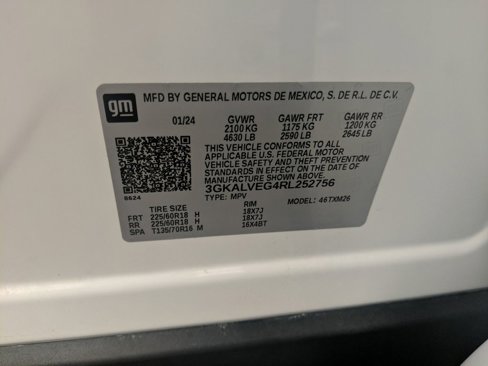 gm
MFD BY GENERAL MOTORS DE MEXICO, S. DE R.L. DE C.V.
01/24 GVWR GAWR FRT GAWR RR
2100 KG 1175 KG 1200 KG
4630 LB 2590 LB 2645 LB
THIS VEHICLE CONFORMS TO ALL
APPLICABLE U.S. FEDERAL MOTOR
VEHICLE SAFETY AND THEFT PREVENTION
STANDARDS IN EFFECT ON THE DATE OF
MANUFACTURE SHOWN ABOVE.
3GKALVEG4RL252756
8624 TYPE: MPV MODEL: 46TXM26
TIRE SIZE RIM
FRT 225/60R18 H 18X7J
RR 225/60R18 H 18X7J
SPA T135/70R16 M 16X4BT